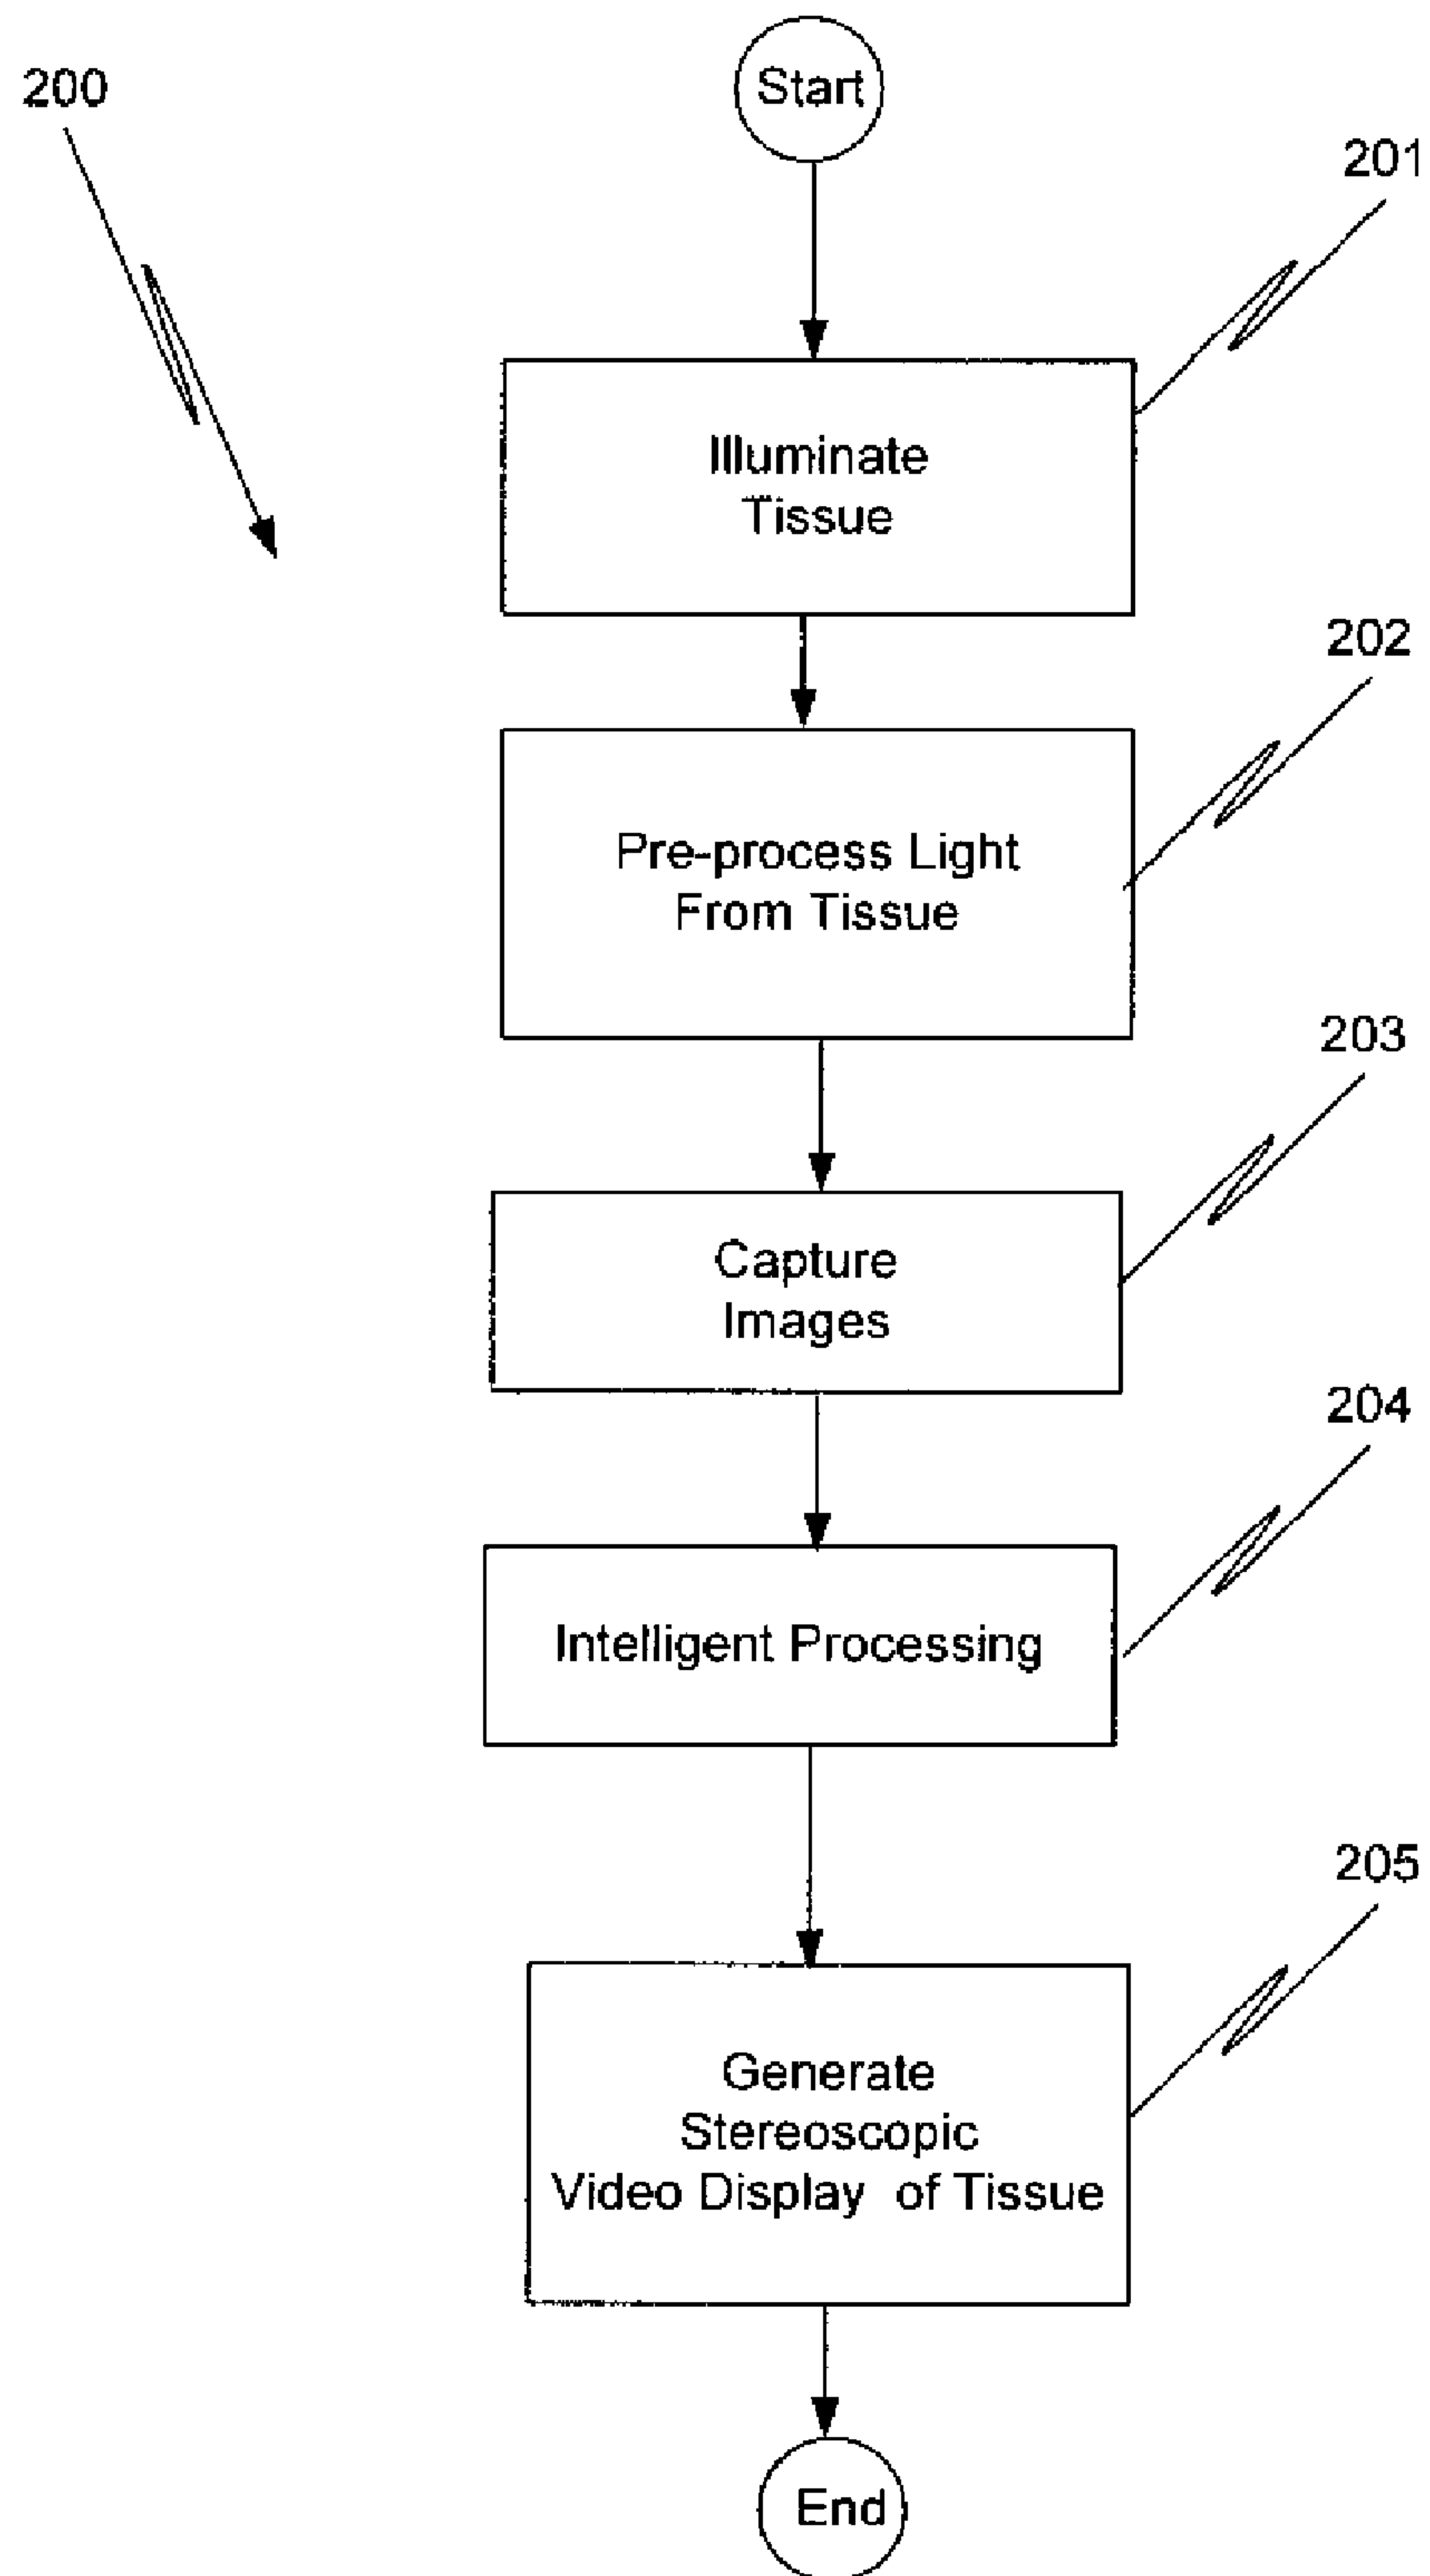 Start
200
201
Illuminate
Tissue
202
Pre-process Light
From Tissue
203
Capture
Images
204
Intelligent Processing
205
Generate
Stereoscopic
Video Display of Tissue
End